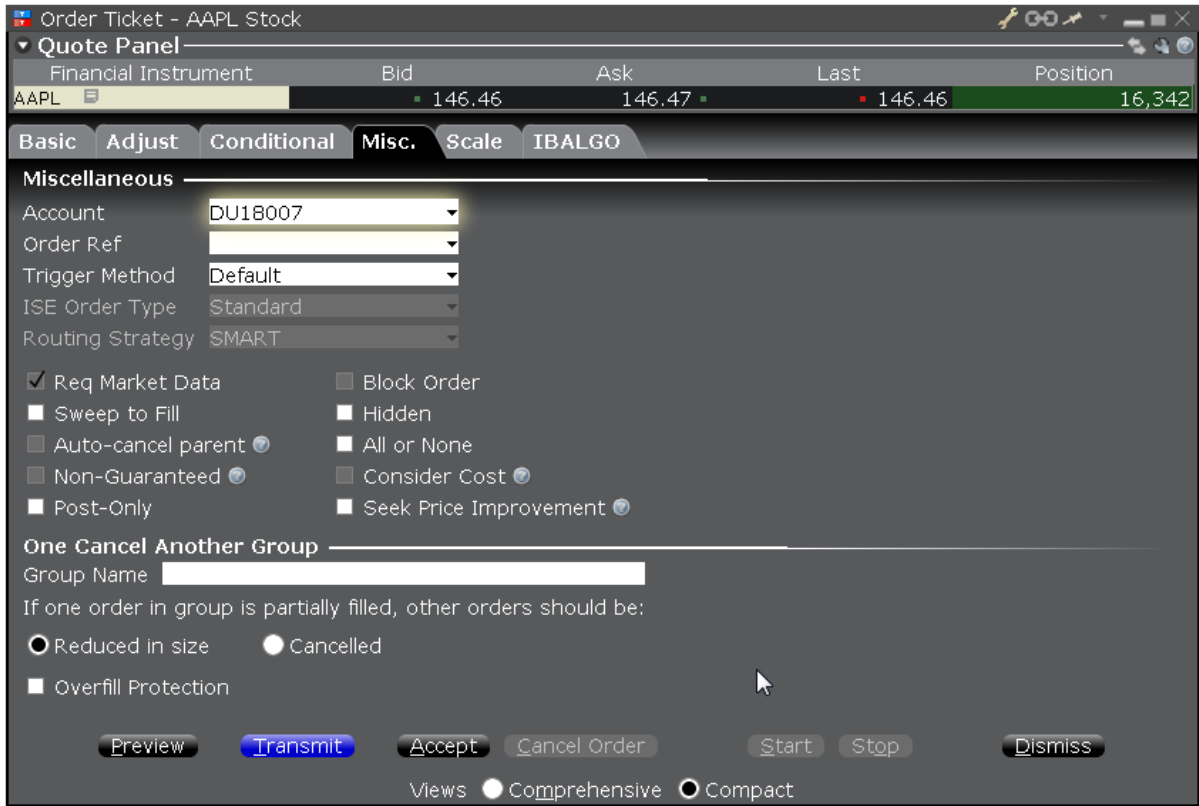 Order Ticket - AAPL Stock
Quote Panel
Financial Instrument Bid Ask Last Position
AAPL 146.46 146.47 146.46 16,342
Basic Adjust Conditional Misc. Scale IBALGO
Miscellaneous
Account DU18007
Order Ref
Trigger Method Default
ISE Order Type Standard
Routing Strategy SMART
Req Market Data Block Order
Sweep to Fill Hidden
Auto-cancel parent ? All or None
Non-Guaranteed ? Consider Cost ?
Post-Only Seek Price Improvement ?
One Cancel Another Group
Group Name
If one order in group is partially filled, other orders should be:
Reduced in size Cancelled
Overfill Protection
Preview Transmit Accept Cancel Order Start Stop Dismiss
Views Comprehensive Compact